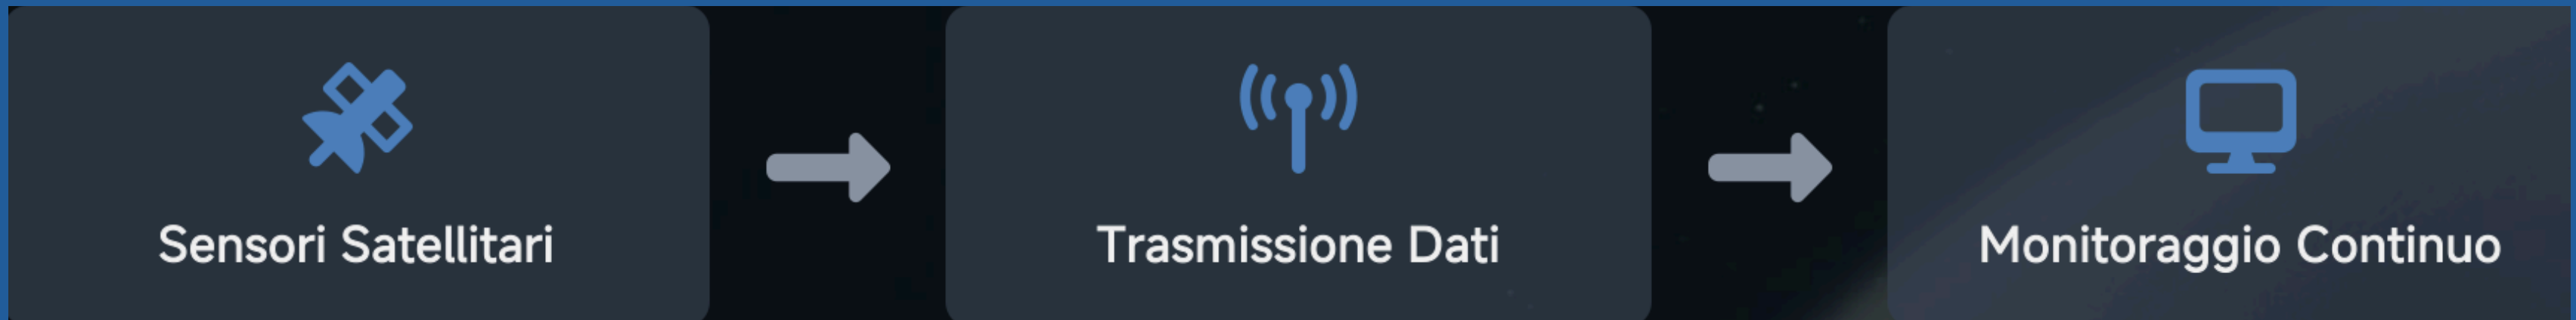 Sensori Satellitari
Trasmissione Dati
Monitoraggio Continuo